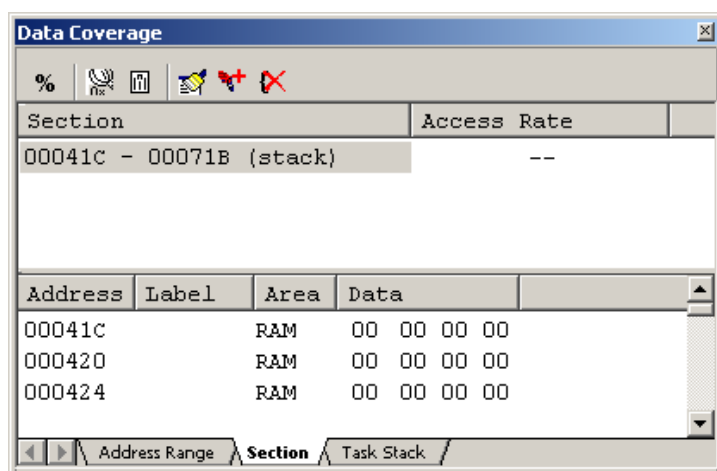 Data Coverage
%
Section Access Rate
00041C - 00071B (stack) --
Address Label Area Data
00041C RAM 00 00 00 00
000420 RAM 00 00 00 00
000424 RAM 00 00 00 00
Address Range Section Task Stack